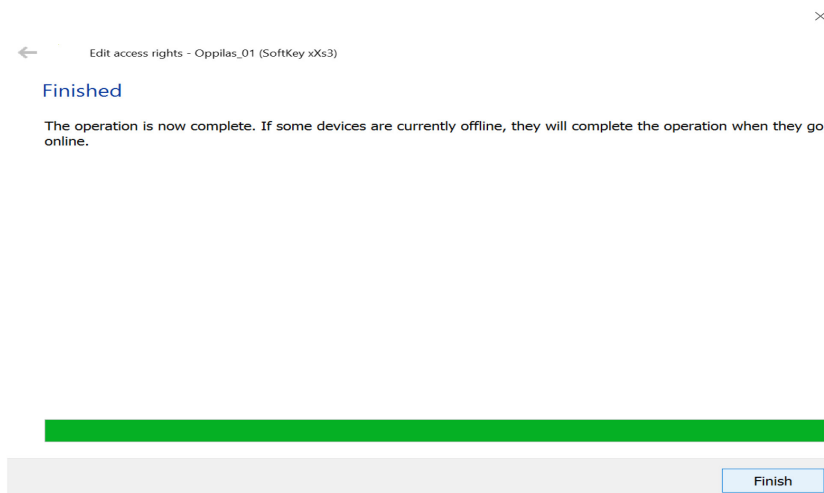 Edit access rights - Oppilas_01 (SoftKey xXs3)
Finished
The operation is now complete. If some devices are currently offline, they will complete the operation when they go
online.
Finish